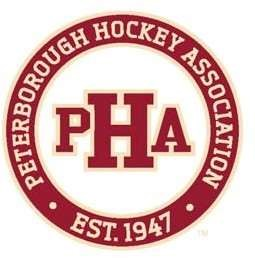 PETERBOROUGH HOCKEY ASSOCIATION
PHA
• EST. 1947 •
TM